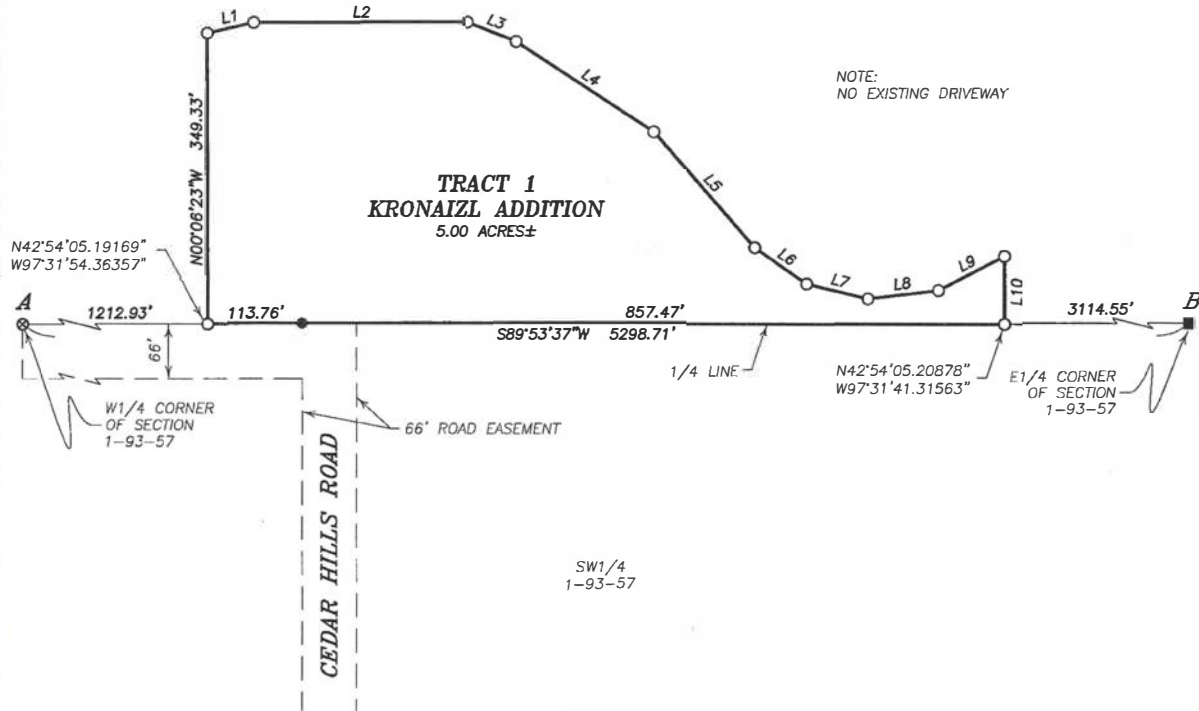 L1
L2
L3
L4
NOTE:
NO EXISTING DRIVEWAY
N00°06'23"W 349.33'
TRACT 1
KRONAIZL ADDITION
5.00 ACRES±
L5
L6
L7
L8
L9
L10
N42°54'05.19169"
W97°31'54.36357"
A
1212.93'
113.76'
857.47'
3114.55'
B
S89°53'37"W 5298.71'
66'
1/4 LINE
N42°54'05.20878"
W97°31'41.31563"
E1/4 CORNER
OF SECTION
1-93-57
W1/4 CORNER
OF SECTION
1-93-57
66' ROAD EASEMENT
CEDAR HILLS ROAD
SW1/4
1-93-57